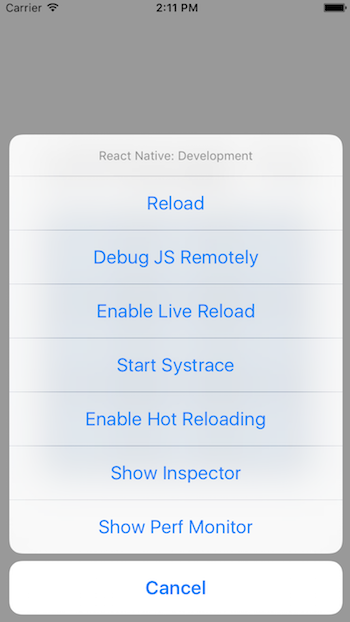 Carrier 2:11 PM
React Native: Development
Reload
Debug JS Remotely
Enable Live Reload
Start Systrace
Enable Hot Reloading
Show Inspector
Show Perf Monitor
Cancel